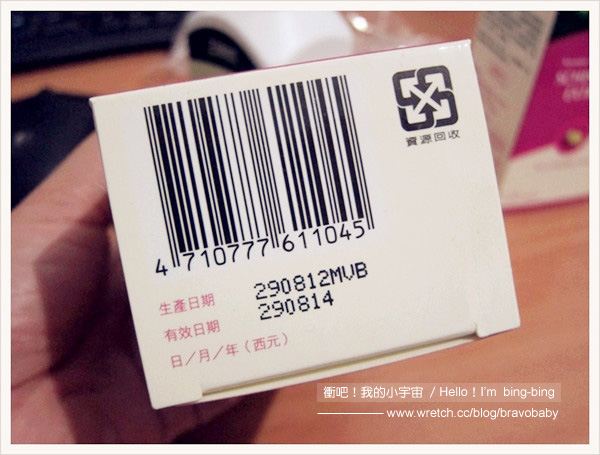 資源回收
4 710777 611045
生產日期 290812MVB
有效日期 290814
日／月／年（西元）
衝吧！我的小宇宙 / Hello！I'm bing-bing
www.wretch.cc/blog/bravobaby